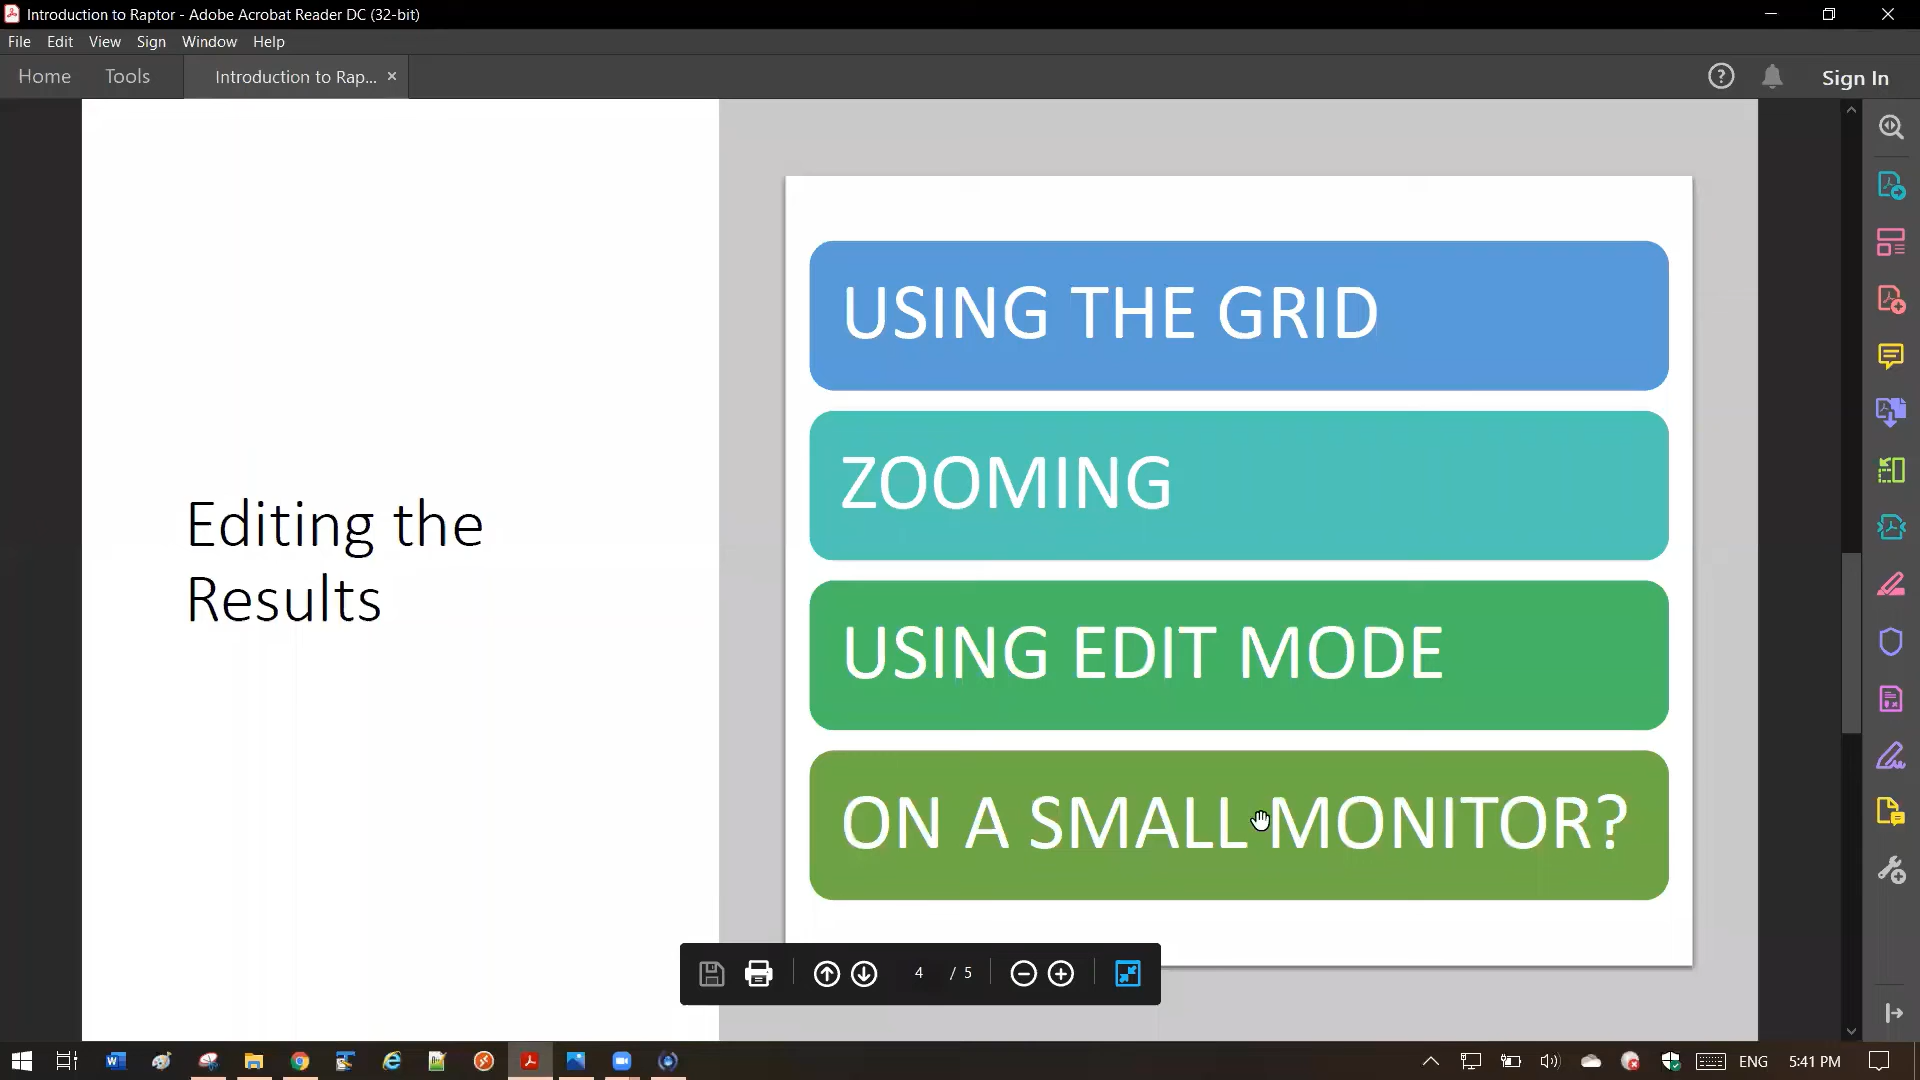 Introduction to Raptor - Adobe Acrobat Reader DC (32-bit)
File Edit View Sign Window Help
Home Tools Introduction to Rap... Sign In
Editing the
Results
USING THE GRID
ZOOMING
USING EDIT MODE
ON A SMALL MONITOR?
4 / 5
ENG 5:41 PM